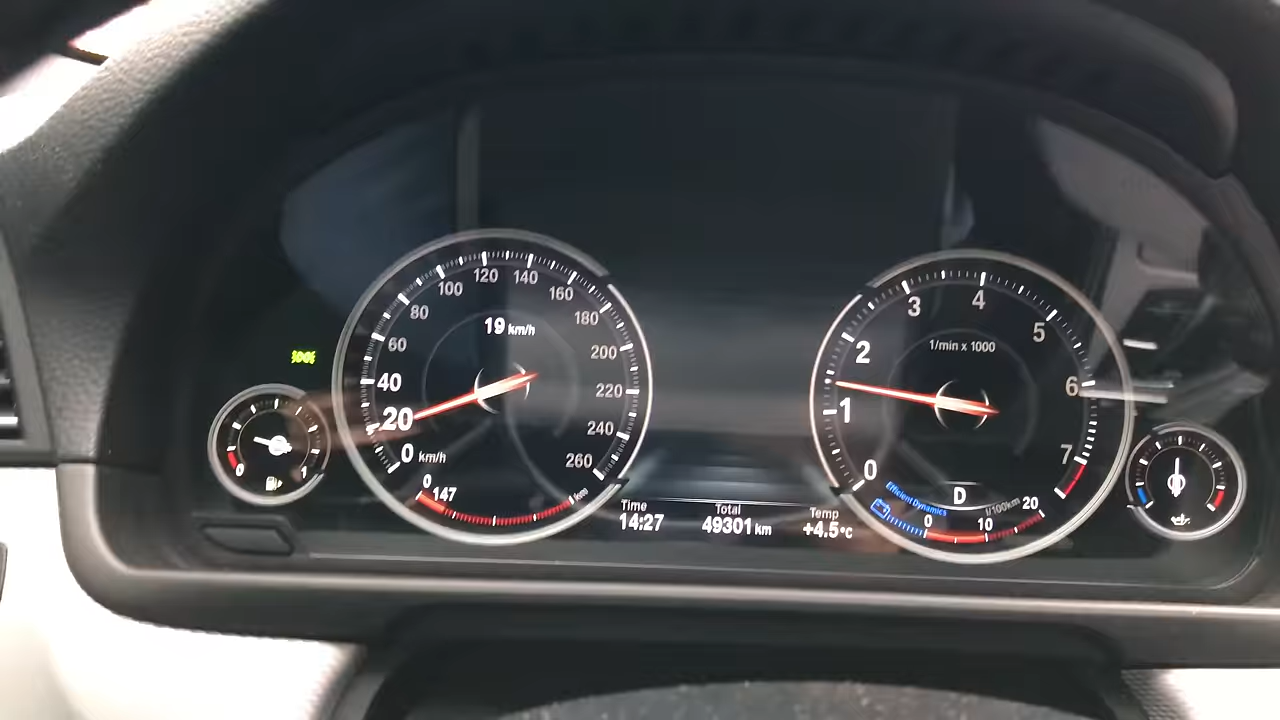 120
140
100
160
80
180
19 km/h
60
200
40
220
20
240
0 km/h
260
0
147
0
1
Time
14:27
Total
49301 km
Temp
+4.5°C
4
3
5
1/min x 1000
2
6
1
7
0
D
Efficient Dynamics
l/100km
0
10
20